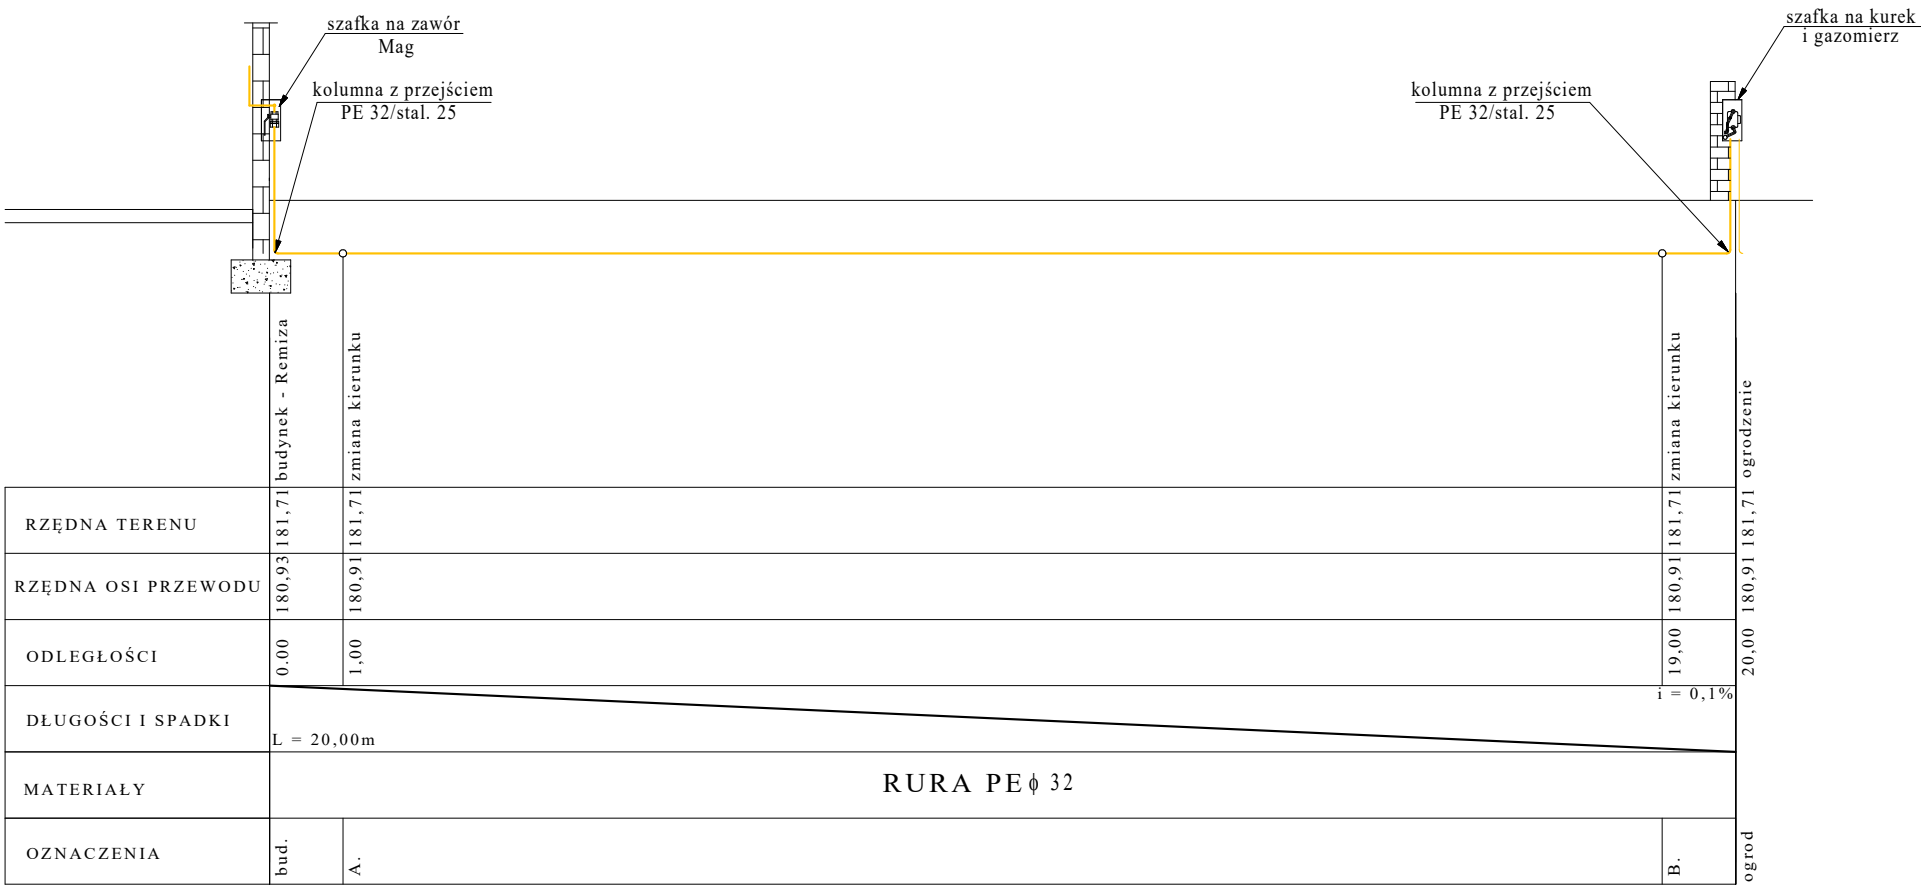 szafka na zawór
Mag
szafka na kurek
i gazomierz
kolumna z przejściem
PE 32/stal. 25
kolumna z przejściem
PE 32/stal. 25
budynek - Remiza
zmiana kierunku
zmiana kierunku
ogrodzenie
RZĘDNA TERENU
181,71
181,71
181,71
181,71
RZĘDNA OSI PRZEWODU
180,93
180,91
180,91
180,91
ODLEGŁOŚCI
0.00
1,00
19,00
20,00
DŁUGOŚCI I SPADKI
i = 0,1%
L = 20,00m
MATERIAŁY
RURA PE ϕ 32
OZNACZENIA
bud.
A.
B.
ogrod